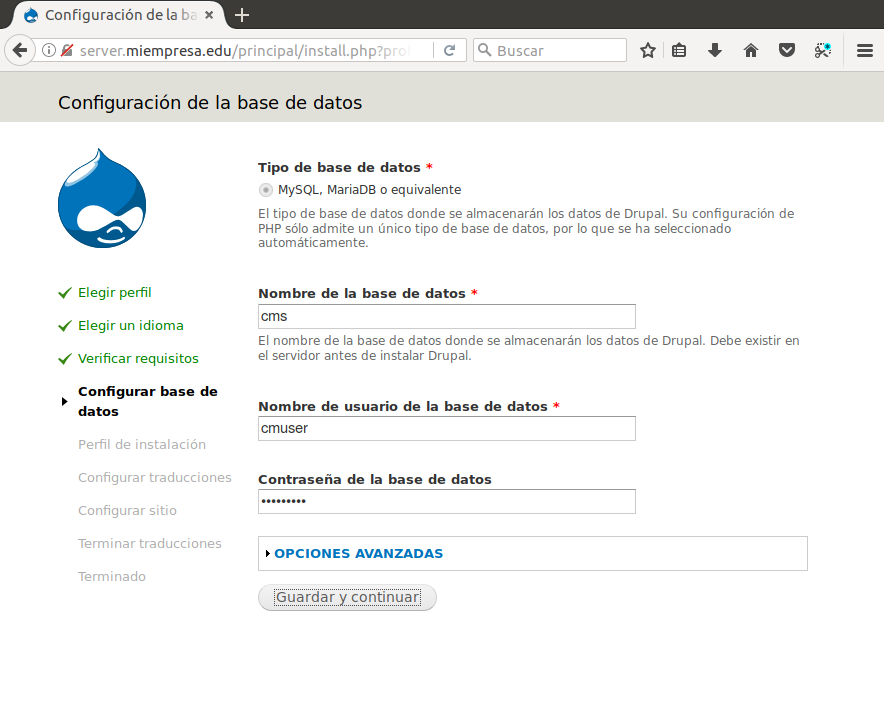 Configuración de la ba
server.miempresa.edu/principal/install.php?pro
Buscar
Configuración de la base de datos
Elegir perfil
Elegir un idioma
Verificar requisitos
Configurar base de
datos
Perfil de instalación
Configurar traducciones
Configurar sitio
Terminar traducciones
Terminado
Tipo de base de datos *
MySQL, MariaDB o equivalente
El tipo de base de datos donde se almacenarán los datos de Drupal. Su configuración de
PHP sólo admite un único tipo de base de datos, por lo que se ha seleccionado
automáticamente.
Nombre de la base de datos *
cms
El nombre de la base de datos donde se almacenarán los datos de Drupal. Debe existir en
el servidor antes de instalar Drupal.
Nombre de usuario de la base de datos *
cmuser
Contraseña de la base de datos
•••••••••
OPCIONES AVANZADAS
Guardar y continuar